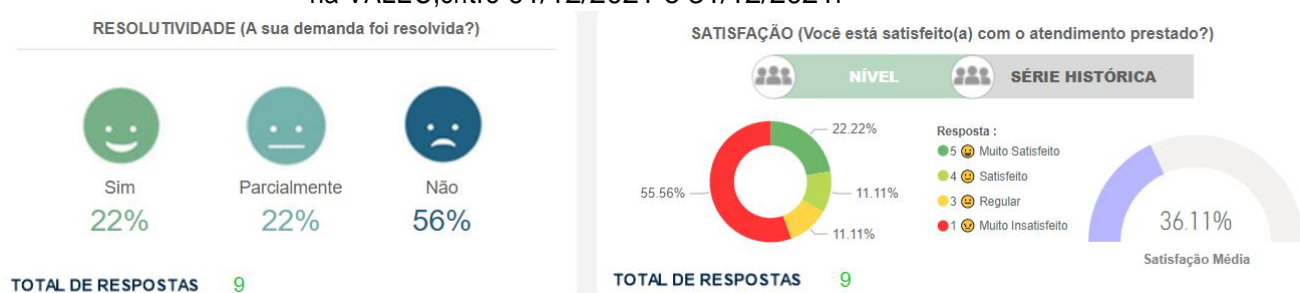 RESOLUTIVIDADE (A sua demanda foi resolvida?)
Sim
22%
Parcialmente
22%
Não
56%
TOTAL DE RESPOSTAS 9
SATISFAÇÃO (Você está satisfeito(a) com o atendimento prestado?)
NÍVEL
SÉRIE HISTÓRICA
22.22%
55.56%
11.11%
11.11%
Resposta :
5 Muito Satisfeito
4 Satisfeito
3 Regular
1 Muito Insatisfeito
36.11%
Satisfação Média
TOTAL DE RESPOSTAS 9